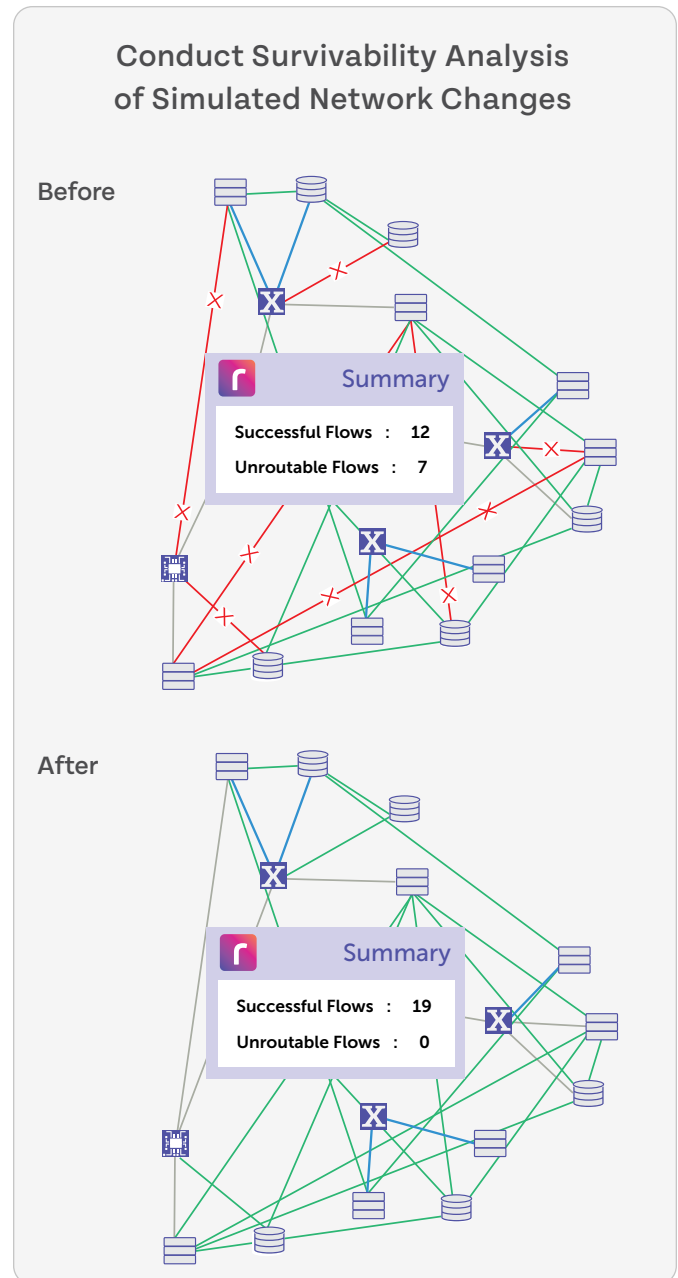 Conduct Survivability Analysis
of Simulated Network Changes
Before
r
Summary
Successful Flows : 12
Unroutable Flows : 7
After
r
Summary
Successful Flows : 19
Unroutable Flows : 0